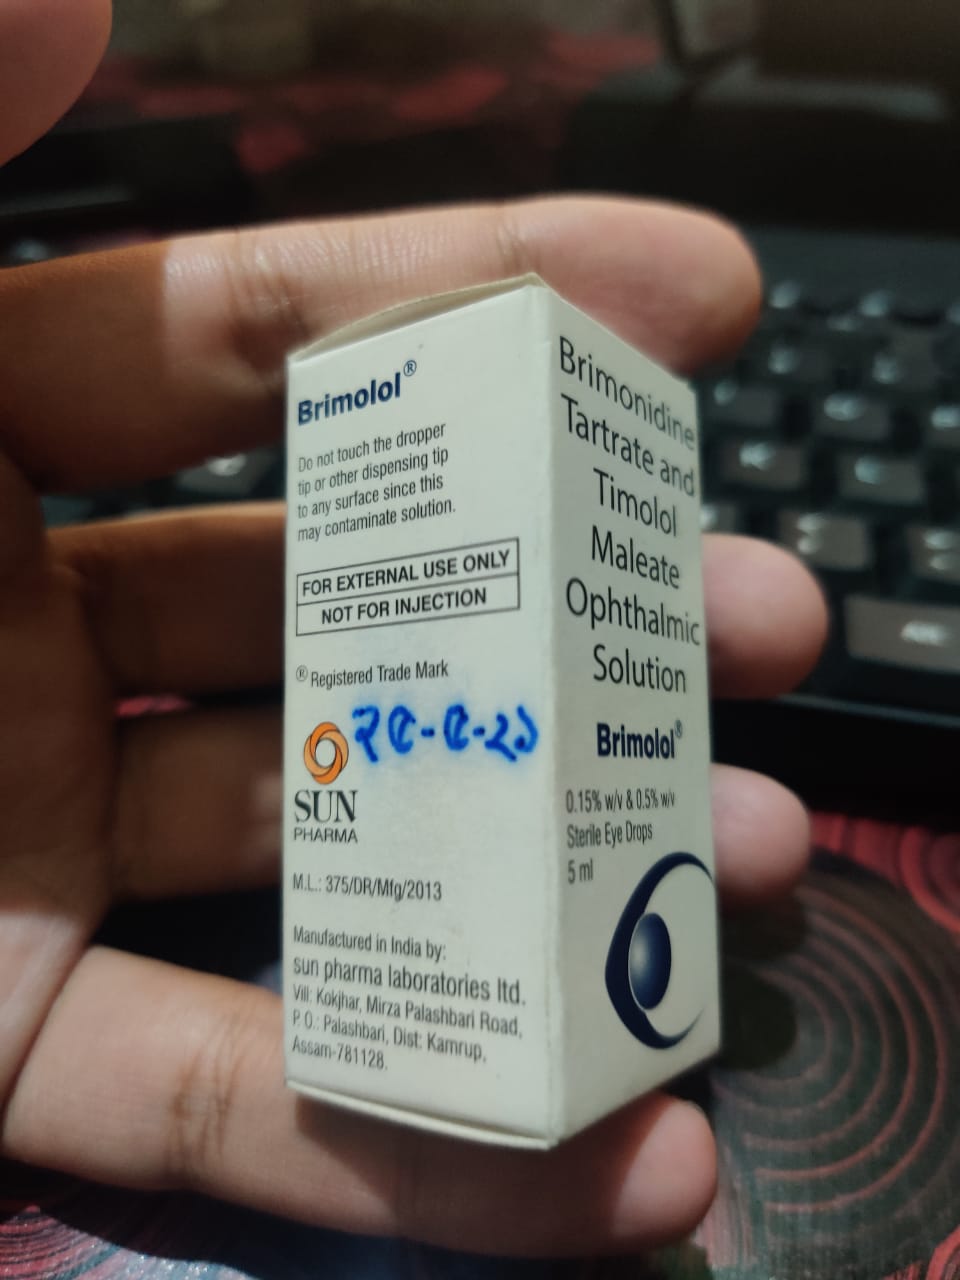 Brimolol®
Do not touch the dropper
tip or other dispensing tip
to any surface since this
may contaminate solution.
FOR EXTERNAL USE ONLY
NOT FOR INJECTION
® Registered Trade Mark
SUN
PHARMA
M.L.: 375/DR/Mfg/2013
Manufactured in India by:
sun pharma laboratories ltd.
Vill: Kokjhar, Mirza Palashbari Road,
P.O.: Palashbari, Dist: Kamrup,
Assam-781128.
Brimonidine
Tartrate and
Timolol
Maleate
Ophthalmic
Solution
Brimolol®
0.15% w/v & 0.5% w/v
Sterile Eye Drops
5 ml